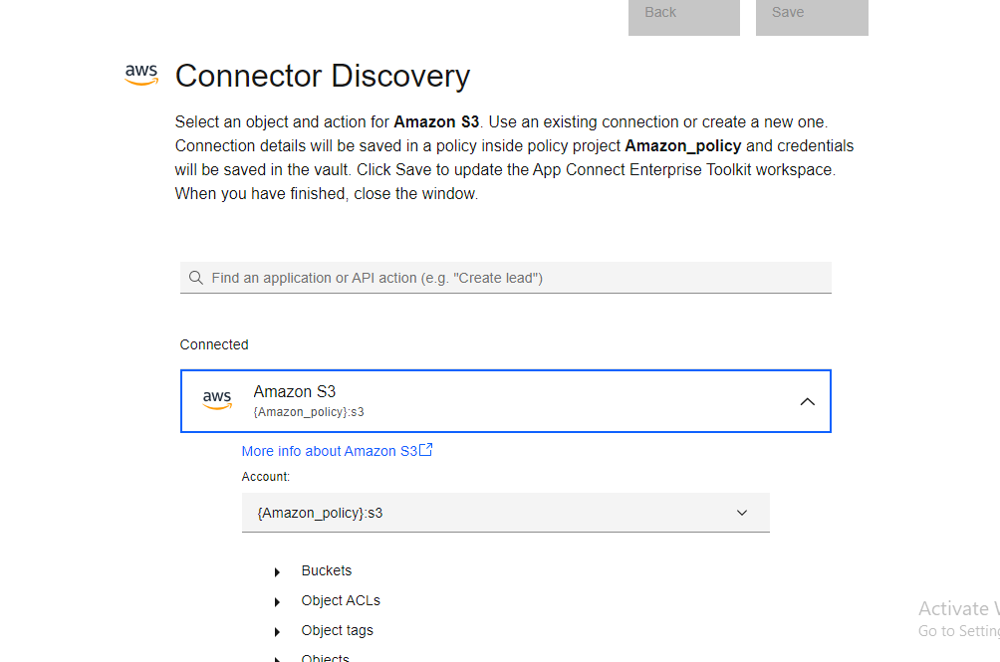 Back
Save
aws
Connector Discovery
Select an object and action for Amazon S3. Use an existing connection or create a new one.
Connection details will be saved in a policy inside policy project Amazon_policy and credentials
will be saved in the vault. Click Save to update the App Connect Enterprise Toolkit workspace.
When you have finished, close the window.
Find an application or API action (e.g. "Create lead")
Connected
aws
Amazon S3
{Amazon_policy}:s3
More info about Amazon S3
Account:
{Amazon_policy}:s3
Buckets
Object ACLs
Object tags
Objects
Activate
Go to Setting